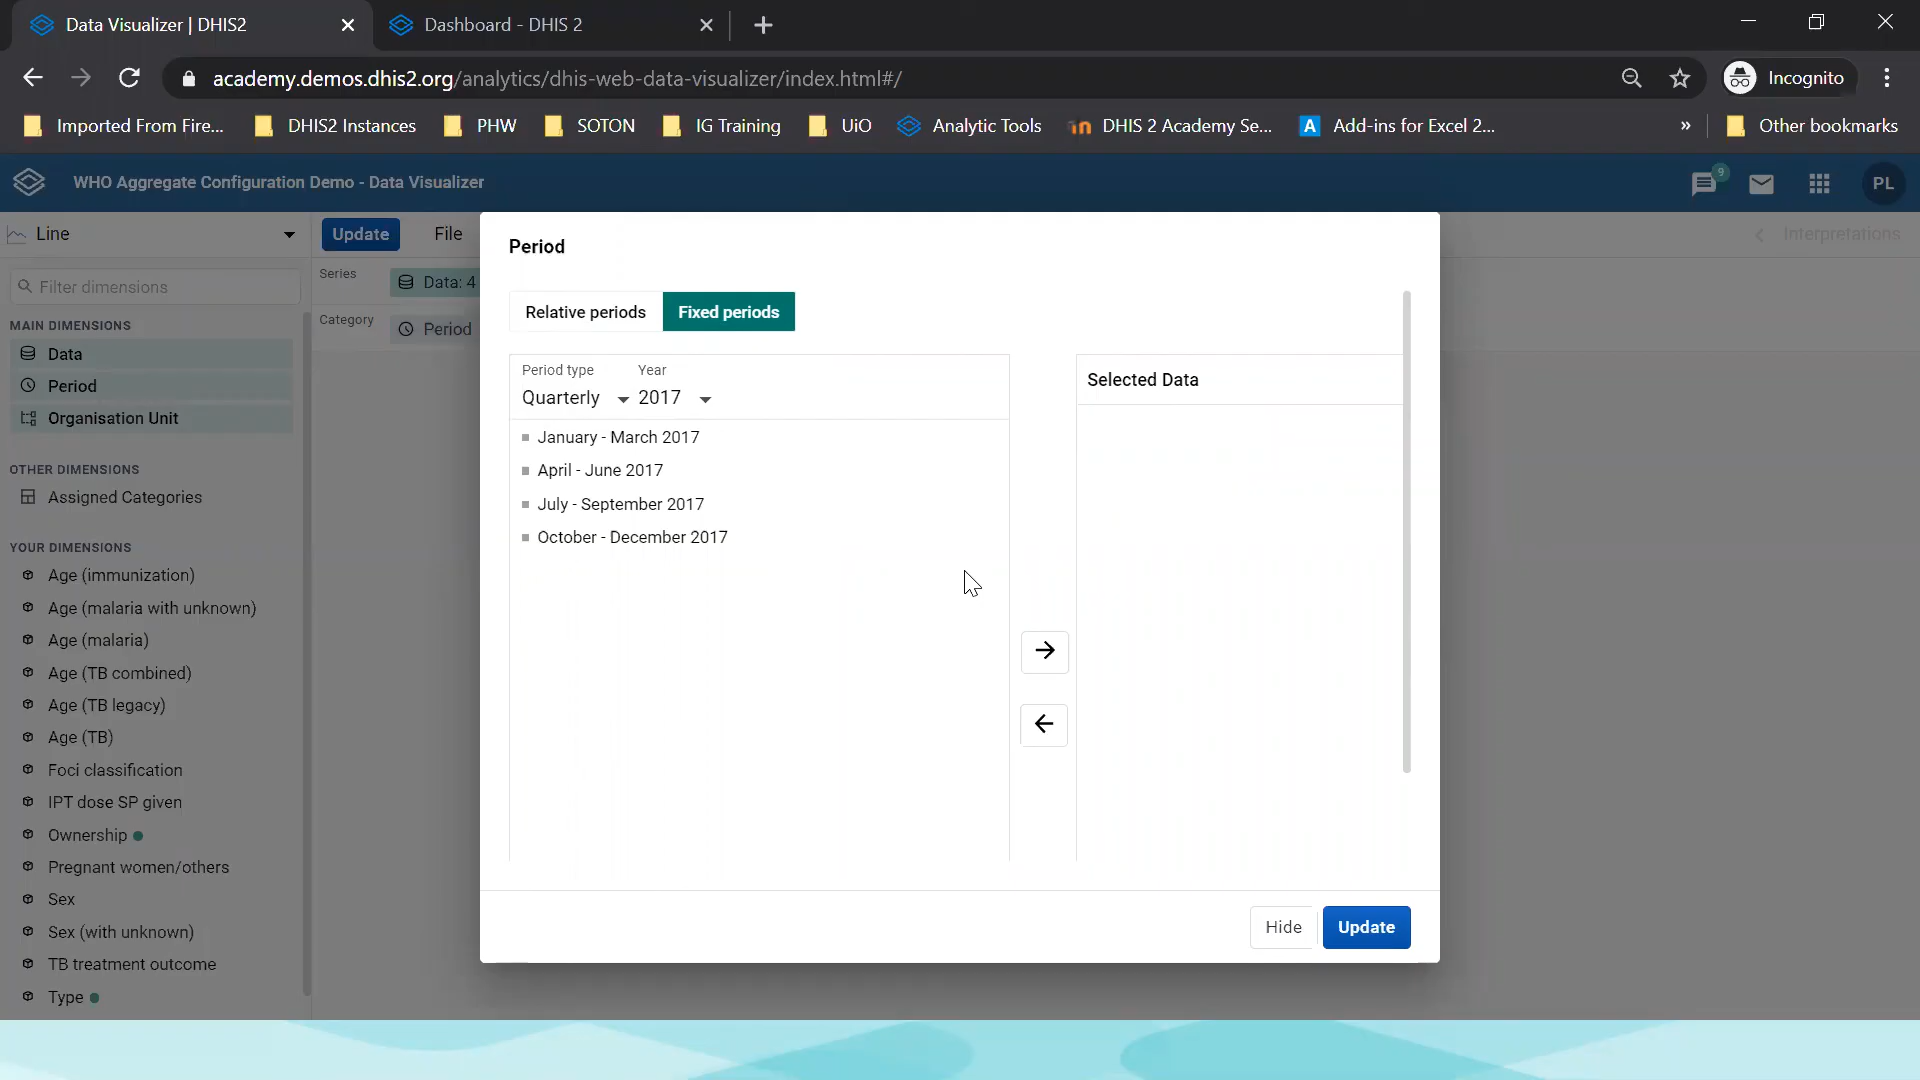 Data Visualizer | DHIS2
Dashboard - DHIS 2
academy.demos.dhis2.org/analytics/dhis-web-data-visualizer/index.html#/
Incognito
Imported From Fire...
DHIS2 Instances
PHW
SOTON
IG Training
UiO
Analytic Tools
DHIS 2 Academy Se...
Add-ins for Excel 2...
»
Other bookmarks
WHO Aggregate Configuration Demo - Data Visualizer
9
PL
Line
Update
File
Interpretations
Filter dimensions
MAIN DIMENSIONS
Data
Period
Organisation Unit
OTHER DIMENSIONS
Assigned Categories
YOUR DIMENSIONS
Age (immunization)
Age (malaria with unknown)
Age (malaria)
Age (TB combined)
Age (TB legacy)
Age (TB)
Foci classification
IPT dose SP given
Ownership
Pregnant women/others
Sex
Sex (with unknown)
TB treatment outcome
Type
Series
Data: 4
Category
Period
Period
Relative periods
Fixed periods
Period type
Year
Quarterly
2017
January - March 2017
April - June 2017
July - September 2017
October - December 2017
Selected Data
Hide
Update